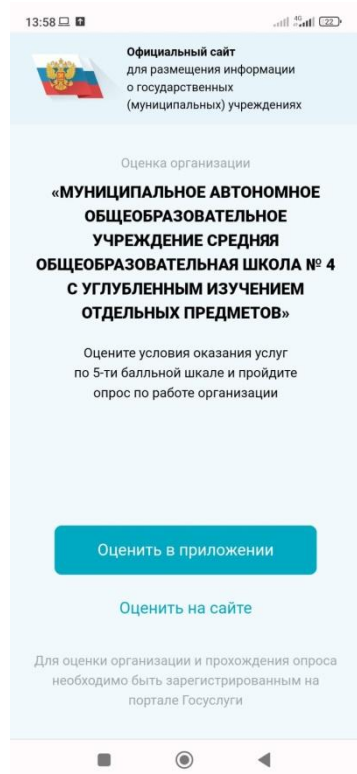 13:58
4G
22
Официальный сайт
для размещения информации
о государственных
(муниципальных) учреждениях
Оценка организации
«МУНИЦИПАЛЬНОЕ АВТОНОМНОЕ
ОБЩЕОБРАЗОВАТЕЛЬНОЕ
УЧРЕЖДЕНИЕ СРЕДНЯЯ
ОБЩЕОБРАЗОВАТЕЛЬНАЯ ШКОЛА № 4
С УГЛУБЛЕННЫМ ИЗУЧЕНИЕМ
ОТДЕЛЬНЫХ ПРЕДМЕТОВ»
Оцените условия оказания услуг
по 5-ти балльной шкале и пройдите
опрос по работе организации
Оценить в приложении
Оценить на сайте
Для оценки организации и прохождения опроса
необходимо быть зарегистрированным на
портале Госуслуги